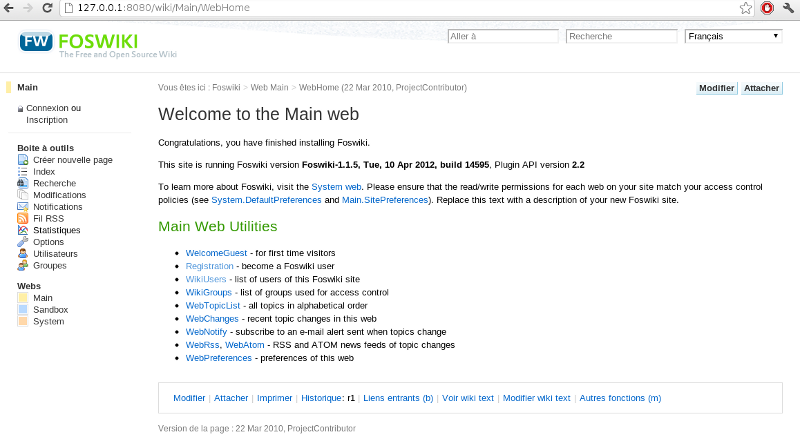 127.0.0.1:8080/wiki/Main/WebHome
FW FOSWIKI
The Free and Open Source Wiki
Aller à
Recherche
Français
Main
Connexion ou
Inscription
Boite à outils
Créer nouvelle page
Index
Recherche
Modifications
Notifications
Fil RSS
Statistiques
Options
Utilisateurs
Groupes
Webs
Main
Sandbox
System
Vous êtes ici : Foswiki > Web Main > WebHome (22 Mar 2010, ProjectContributor)
Modifier Attacher
Welcome to the Main web
Congratulations, you have finished installing Foswiki.
This site is running Foswiki version Foswiki-1.1.5, Tue, 10 Apr 2012, build 14595, Plugin API version 2.2
To learn more about Foswiki, visit the System web. Please ensure that the read/write permissions for each web on your site match your access control
policies (see System.DefaultPreferences and Main.SitePreferences). Replace this text with a description of your new Foswiki site.
Main Web Utilities
• WelcomeGuest - for first time visitors
• Registration - become a Foswiki user
• WikiUsers - list of users of this Foswiki site
• WikiGroups - list of groups used for access control
• WebTopicList - all topics in alphabetical order
• WebChanges - recent topic changes in this web
• WebNotify - subscribe to an e-mail alert sent when topics change
• WebRss, WebAtom - RSS and ATOM news feeds of topic changes
• WebPreferences - preferences of this web
Modifier | Attacher | Imprimer | Historique: r1 | Liens entrants (b) | Voir wiki text | Modifier wiki text | Autres fonctions (m)
Version de la page : 22 Mar 2010, ProjectContributor